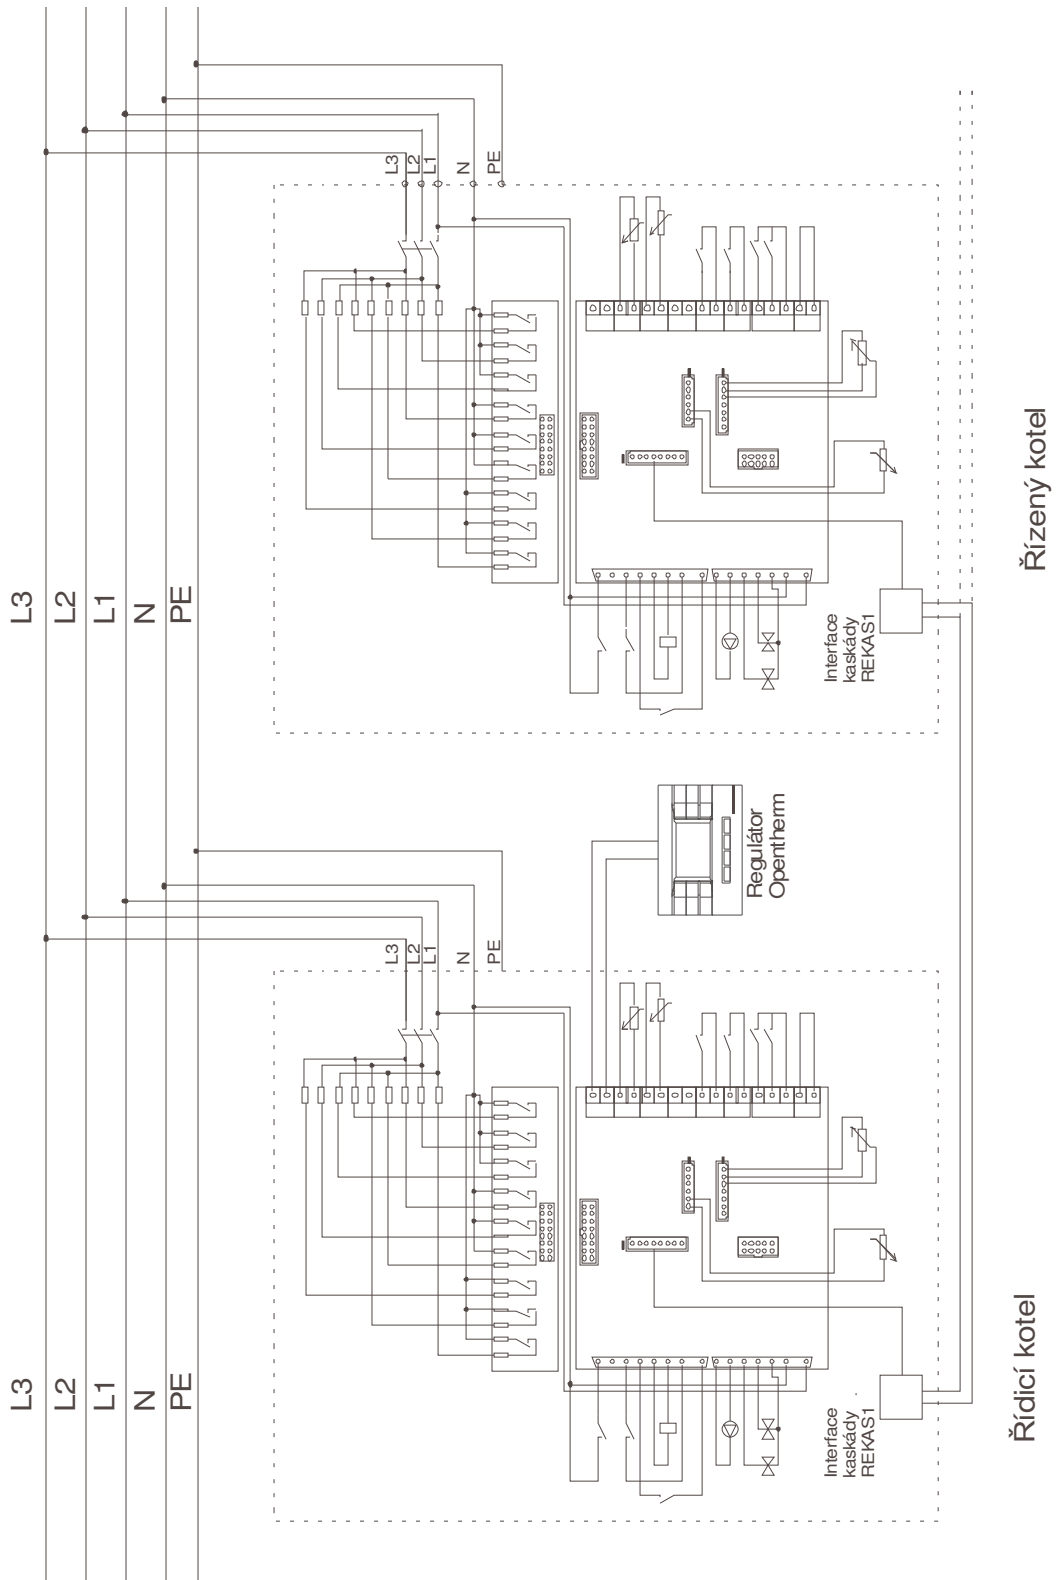 L3
L2
L1
N
PE
L3
L2
L1
N
PE
L3
L2
L1
N
PE
L3
L2
L1
N
PE
Regulátor
Opentherm
Interface
kaskády
REKAS1
Interface
kaskády
REKAS1
Řídicí kotel
Řízený kotel